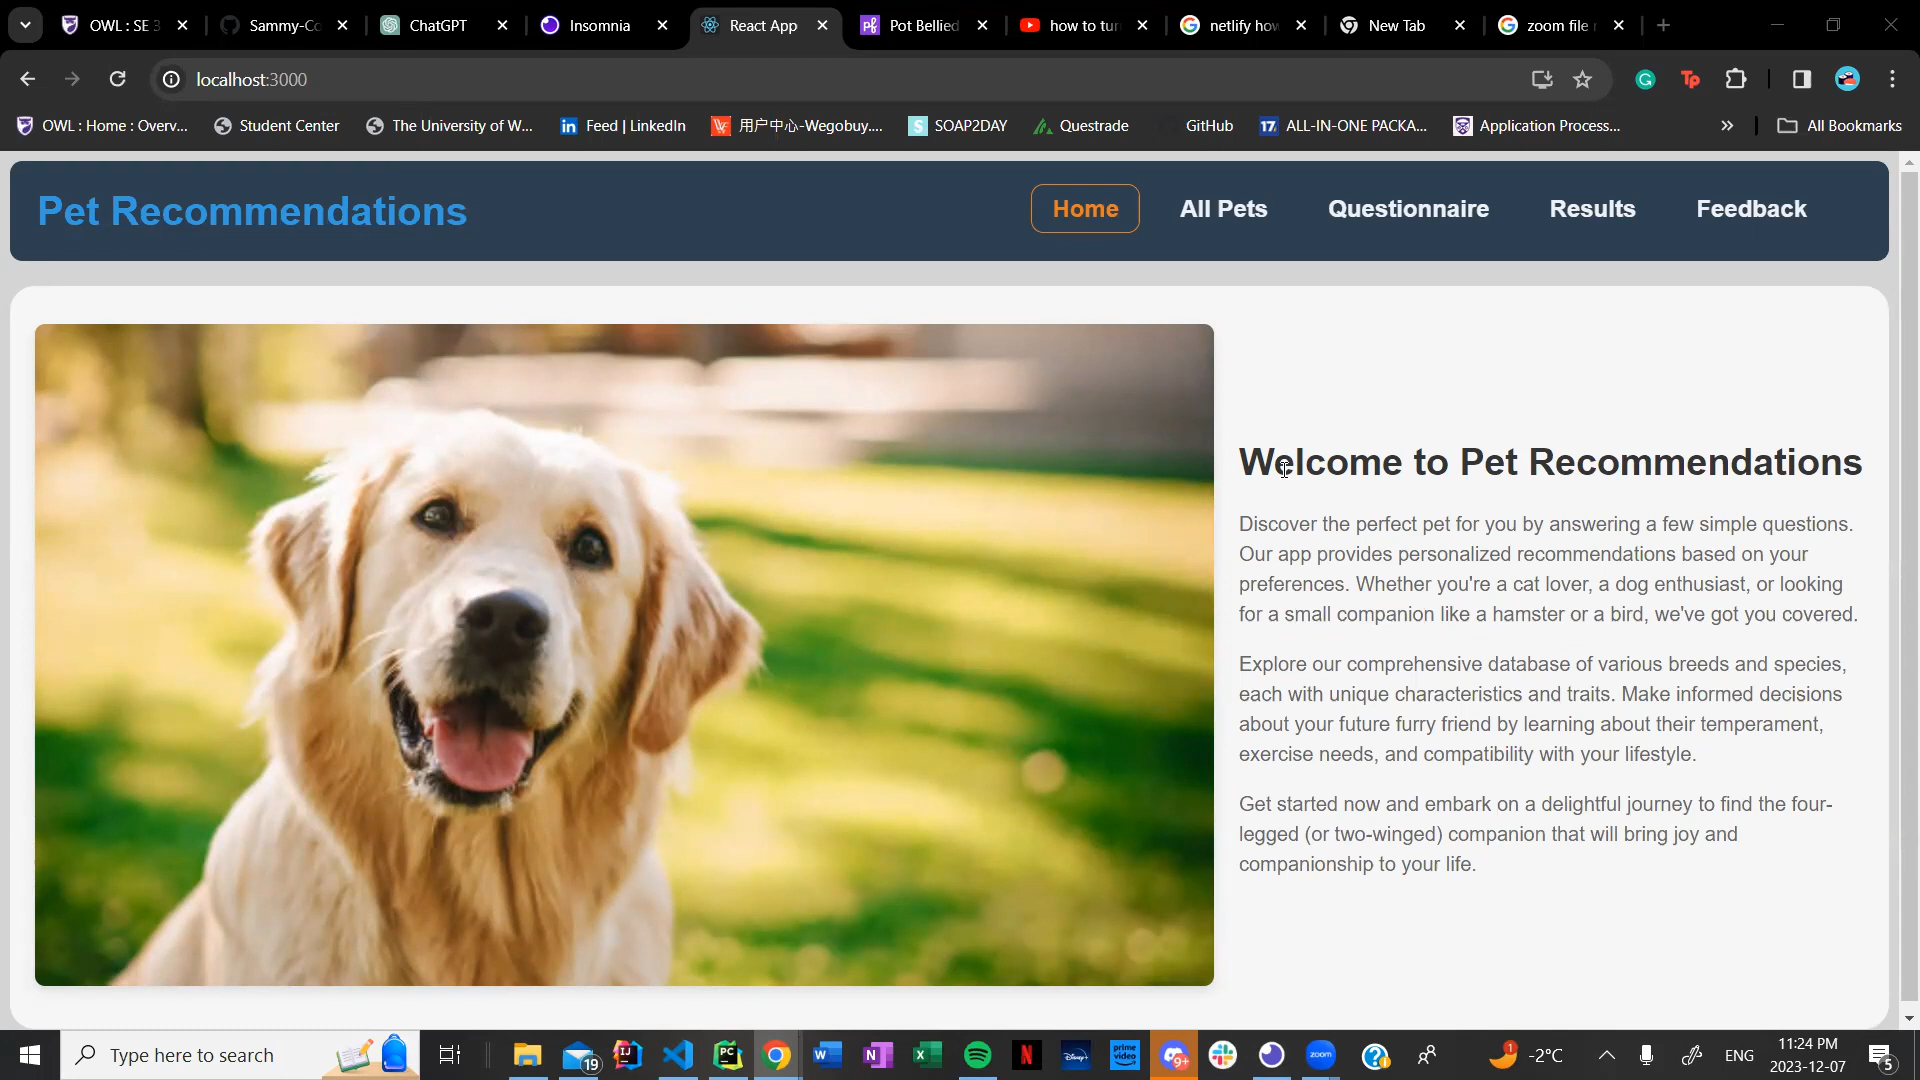 OWL : SE 3
Sammy-Co
ChatGPT
Insomnia
React App
Pot Bellied
how to tur
netlify how
New Tab
zoom file
localhost:3000
OWL : Home : Overv...
Student Center
The University of W...
Feed | LinkedIn
用户中心-Wegobuy....
SOAP2DAY
Questrade
GitHub
17 ALL-IN-ONE PACKA...
Application Process...
All Bookmarks
Pet Recommendations
Home
All Pets
Questionnaire
Results
Feedback
Welcome to Pet Recommendations
Discover the perfect pet for you by answering a few simple questions.
Our app provides personalized recommendations based on your
preferences. Whether you're a cat lover, a dog enthusiast, or looking
for a small companion like a hamster or a bird, we've got you covered.
Explore our comprehensive database of various breeds and species,
each with unique characteristics and traits. Make informed decisions
about your future furry friend by learning about their temperament,
exercise needs, and compatibility with your lifestyle.
Get started now and embark on a delightful journey to find the four-
legged (or two-winged) companion that will bring joy and
companionship to your life.
Type here to search
19
9+
zoom
1
-2°C
ENG
11:24 PM
2023-12-07
5